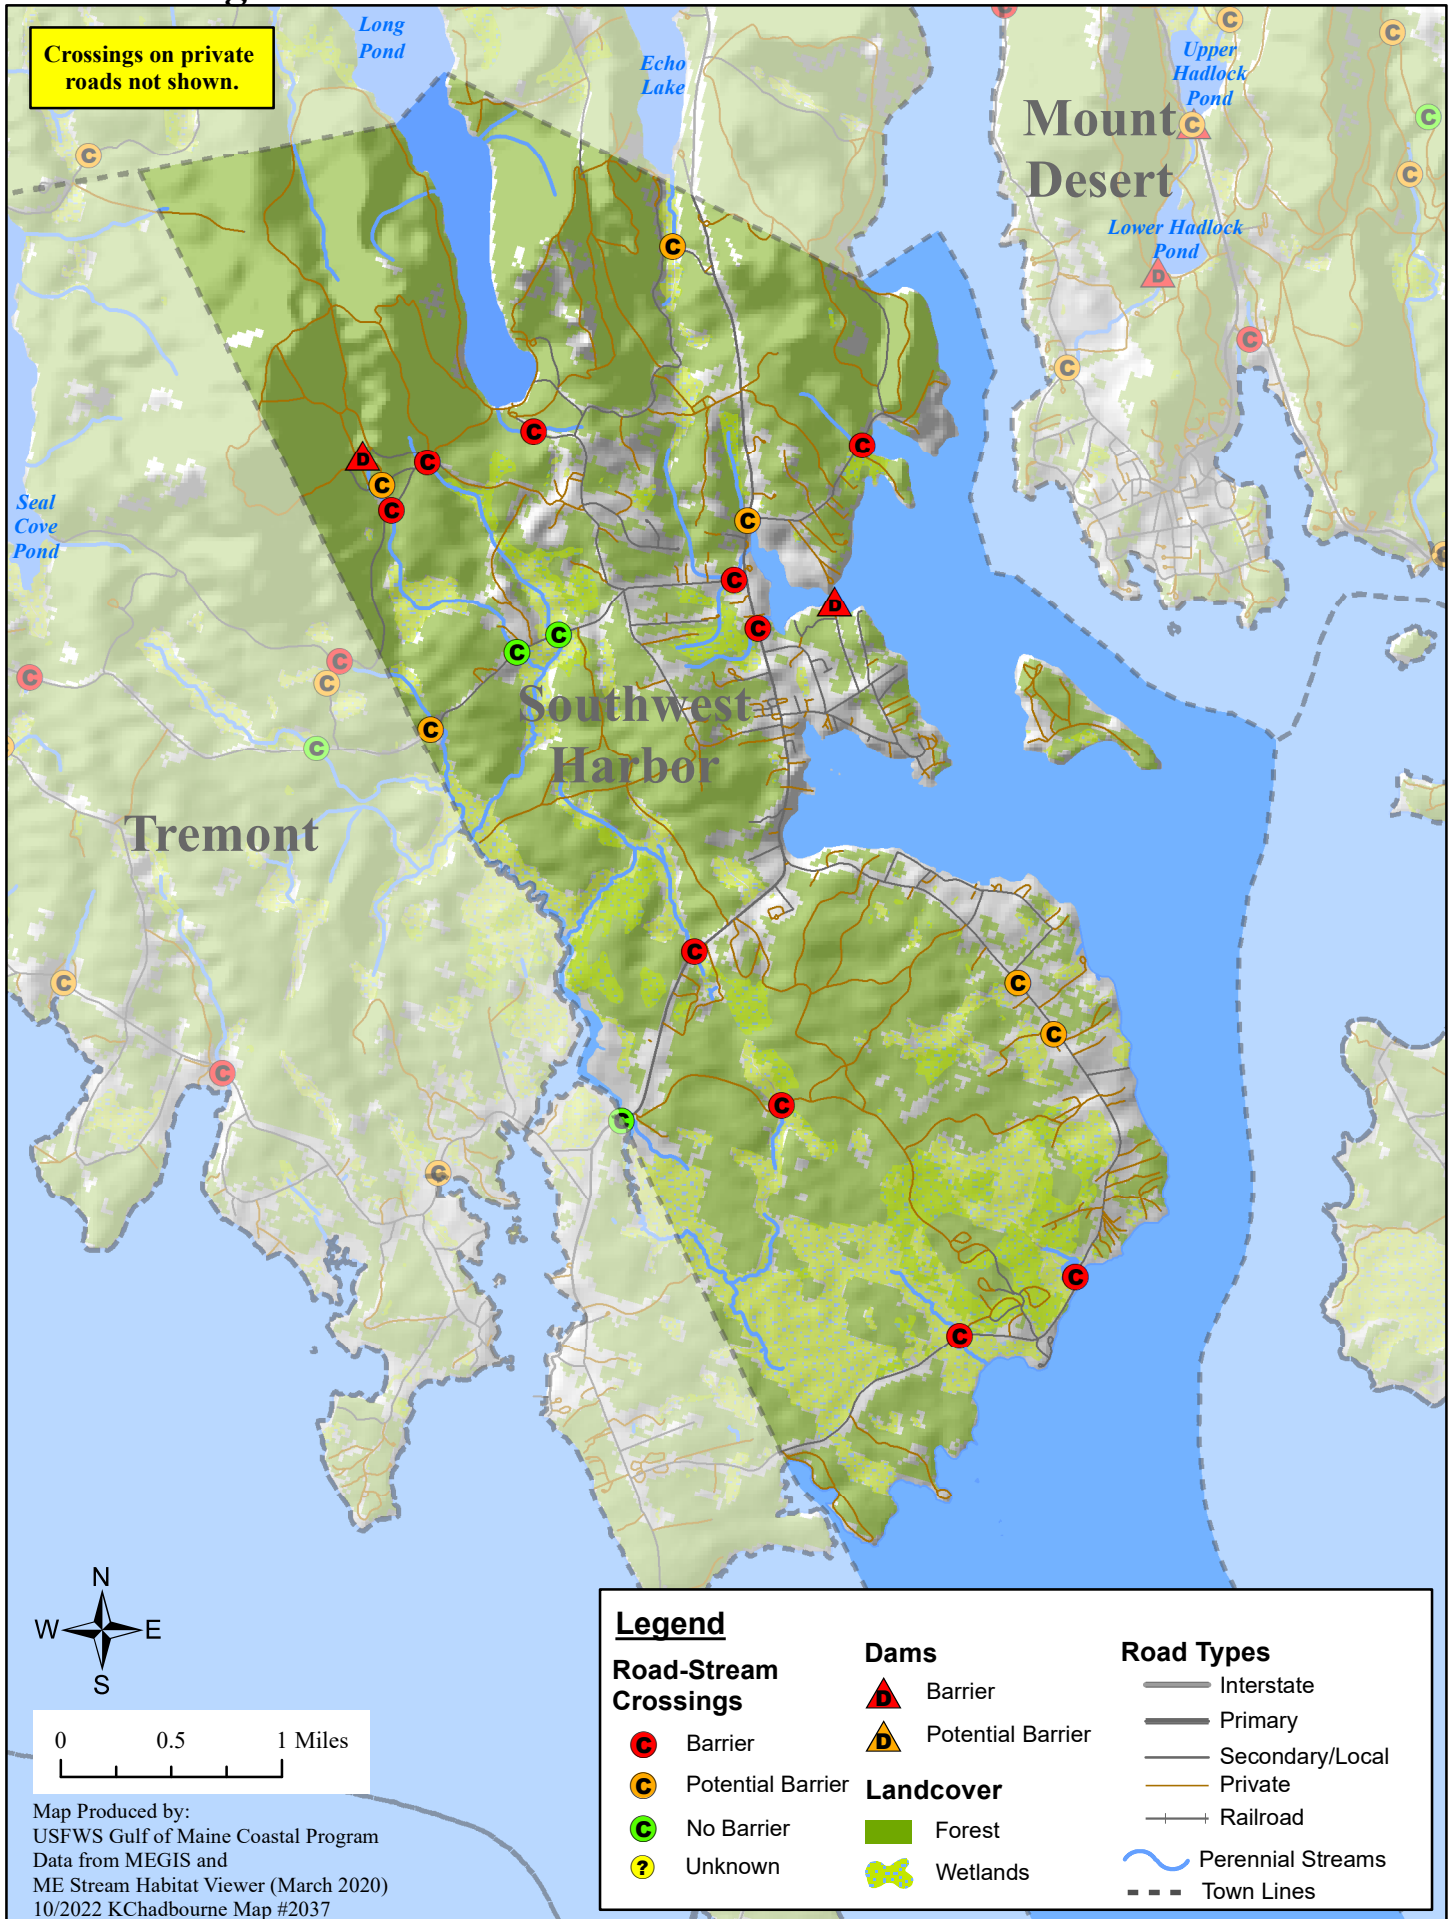 Crossings on private
roads not shown.
Long
Pond
Echo
Lake
Upper
Hadlock
Pond
Mount
Desert
Lower Hadlock
Pond
Seal
Cove
Pond
Southwest
Harbor
Tremont
N
W E
S
0 0.5 1 Miles
Map Produced by:
USFWS Gulf of Maine Coastal Program
Data from MEGIS and
ME Stream Habitat Viewer (March 2020)
10/2022 KChadbourne Map #2037
Legend
Road-Stream
Crossings
C Barrier
C Potential Barrier
C No Barrier
? Unknown
Dams
D Barrier
D Potential Barrier
Landcover
Forest
Wetlands
Road Types
Interstate
Primary
Secondary/Local
Private
Railroad
Perennial Streams
Town Lines